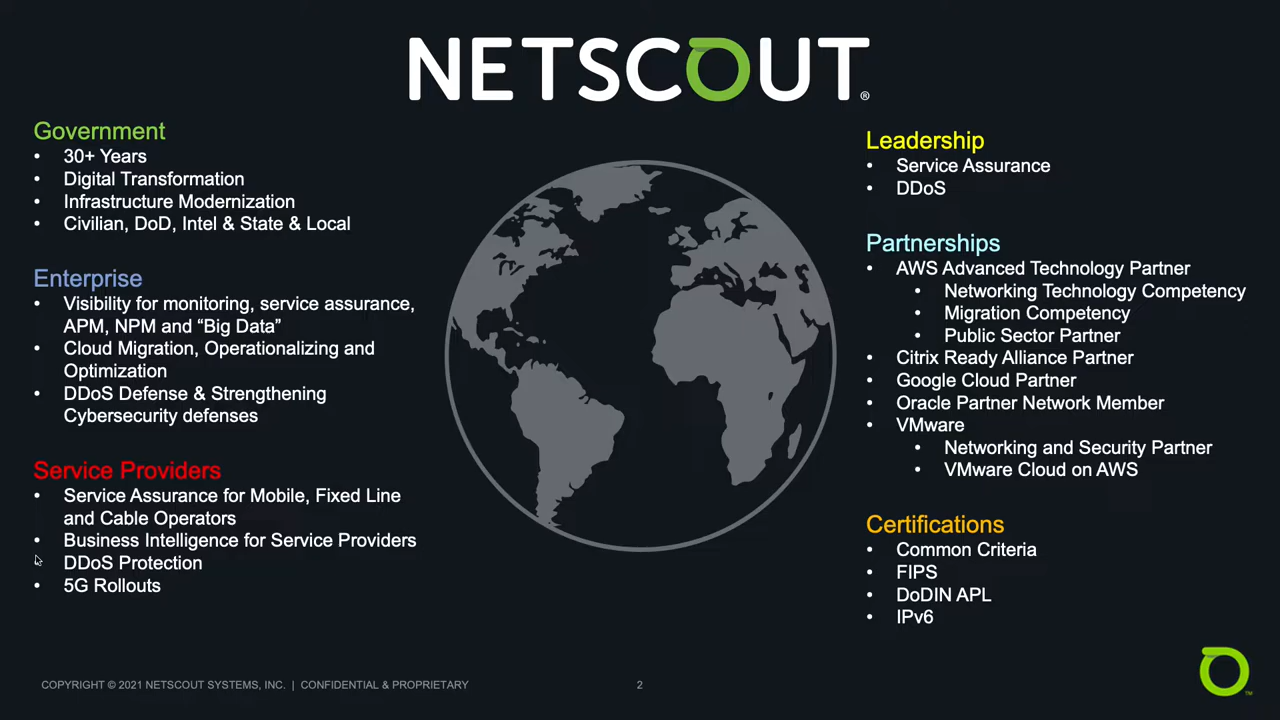 NETSCOUT®
Government
• 30+ Years
• Digital Transformation
• Infrastructure Modernization
• Civilian, DoD, Intel & State & Local
Enterprise
• Visibility for monitoring, service assurance,
APM, NPM and “Big Data”
• Cloud Migration, Operationalizing and
Optimization
• DDoS Defense & Strengthening
Cybersecurity defenses
Service Providers
• Service Assurance for Mobile, Fixed Line
and Cable Operators
• Business Intelligence for Service Providers
• DDoS Protection
• 5G Rollouts
Leadership
• Service Assurance
• DDoS
Partnerships
• AWS Advanced Technology Partner
• Networking Technology Competency
• Migration Competency
• Public Sector Partner
• Citrix Ready Alliance Partner
• Google Cloud Partner
• Oracle Partner Network Member
• VMware
• Networking and Security Partner
• VMware Cloud on AWS
Certifications
• Common Criteria
• FIPS
• DoDIN APL
• IPv6
COPYRIGHT © 2021 NETSCOUT SYSTEMS, INC. | CONFIDENTIAL & PROPRIETARY
2
™